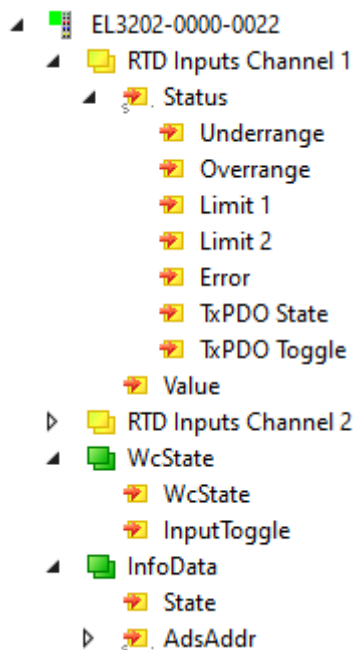 EL3202-0000-0022
RTD Inputs Channel 1
Status
Underrange
Overrange
Limit 1
Limit 2
Error
TxPDO State
TxPDO Toggle
Value
RTD Inputs Channel 2
WcState
WcState
InputToggle
InfoData
State
AdsAddr